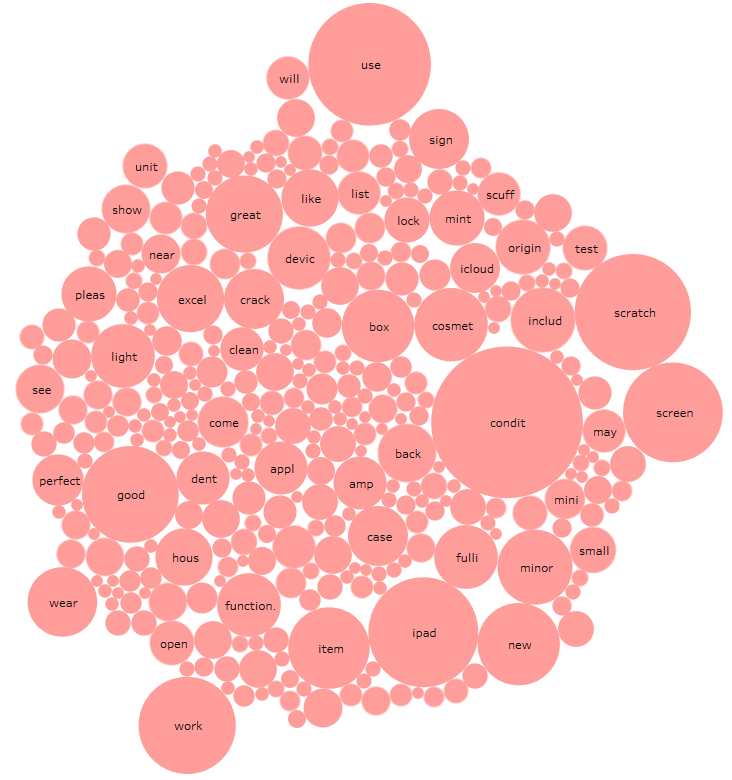 use
will
sign
unit
scuff
like
list
show
great
lock
mint
origin
test
near
devic
icloud
pleas
excel
crack
scratch
includ
box
cosmet
clean
light
see
screen
condit
come
may
back
appl
dent
perfect
amp
good
mini
case
small
hous
fulli
minor
wear
function.
ipad
open
new
item
work